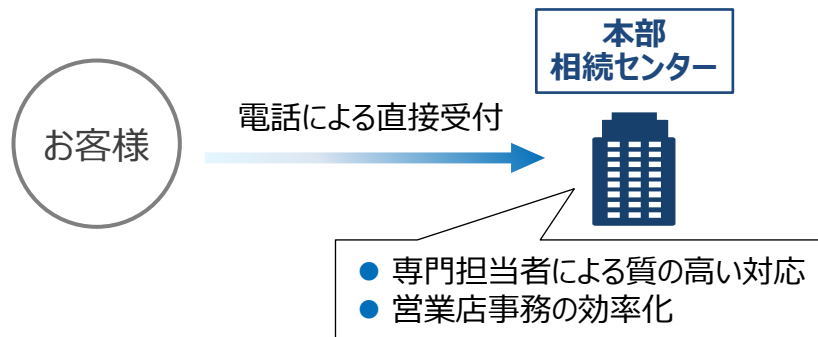 本部
相続センター
お客様
電話による直接受付
● 専門担当者による質の高い対応
● 営業店事務の効率化